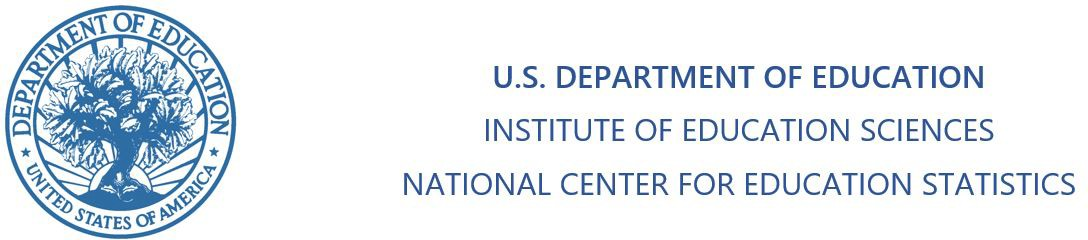 DEPARTMENT OF EDUCATION
UNITED STATES OF AMERICA
U.S. DEPARTMENT OF EDUCATION
INSTITUTE OF EDUCATION SCIENCES
NATIONAL CENTER FOR EDUCATION STATISTICS